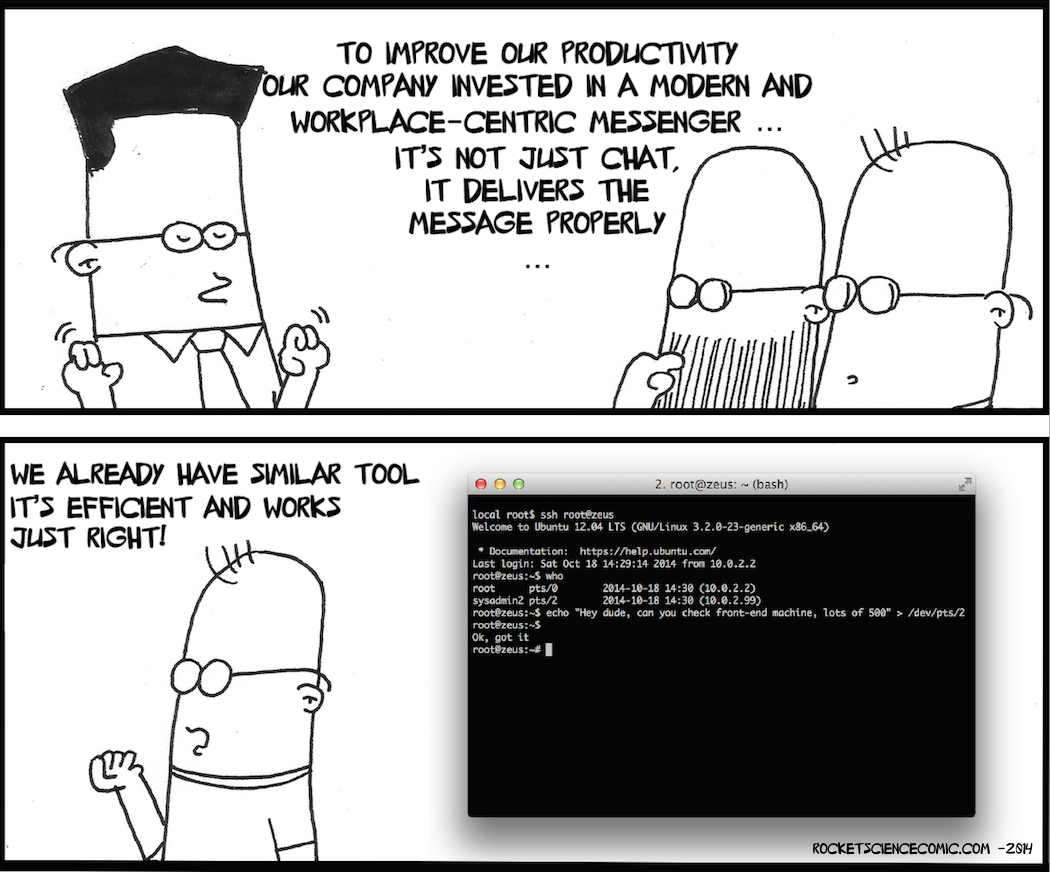 TO IMPROVE OUR PRODUCTIVITY
OUR COMPANY INVESTED IN A MODERN AND
WORKPLACE-CENTRIC MESSENGER ...
IT'S NOT JUST CHAT,
IT DELIVERS THE
MESSAGE PROPERLY
...
WE ALREADY HAVE SIMILAR TOOL
IT'S EFFICIENT AND WORKS
JUST RIGHT!
2. root@zeus: ~ (bash)
local root$ ssh root@zeus
Welcome to Ubuntu 12.04 LTS (GNU/Linux 3.2.0-23-generic x86_64)
* Documentation:  https://help.ubuntu.com/
Last login: Sat Oct 18 14:29:14 2014 from 10.0.2.2
root@zeus:~$ who
root     pts/0        2014-10-18 14:30 (10.0.2.2)
sysadmin2 pts/2        2014-10-18 14:30 (10.0.2.99)
root@zeus:~$ echo "Hey dude, can you check front-end machine, lots of 500" > /dev/pts/2
root@zeus:~$
Ok, got it
root@zeus:~#
ROCKETSCIENCECOMIC.COM -2014